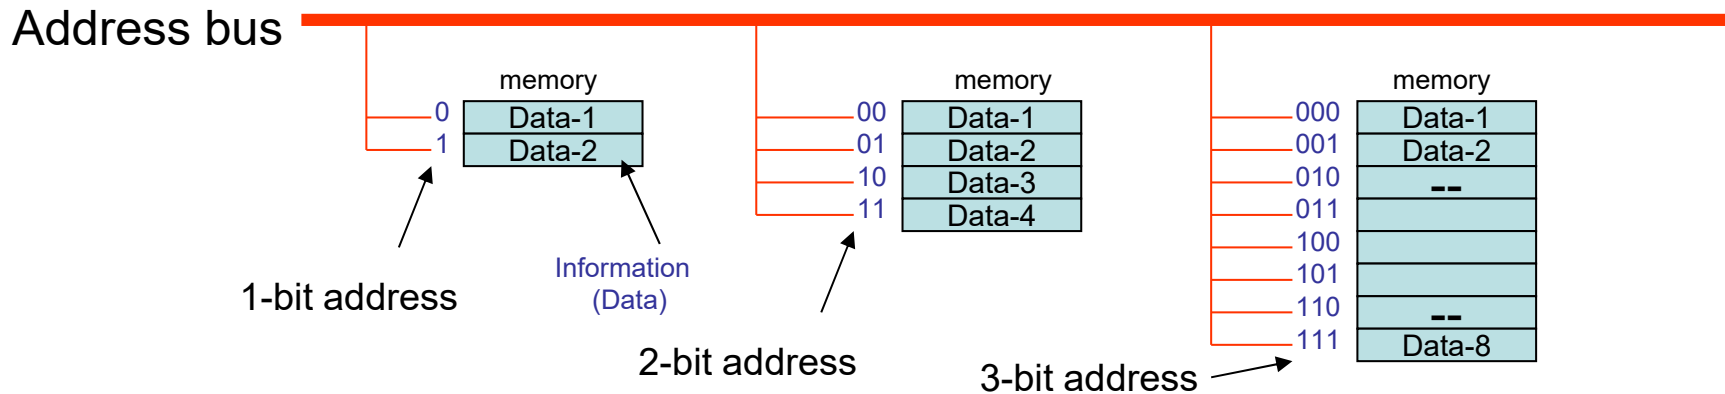 Address bus
memory
0 Data-1
1 Data-2
1-bit address
Information
(Data)
memory
00 Data-1
01 Data-2
10 Data-3
11 Data-4
2-bit address
memory
000 Data-1
001 Data-2
010 --
011
100
101
110 --
111 Data-8
3-bit address